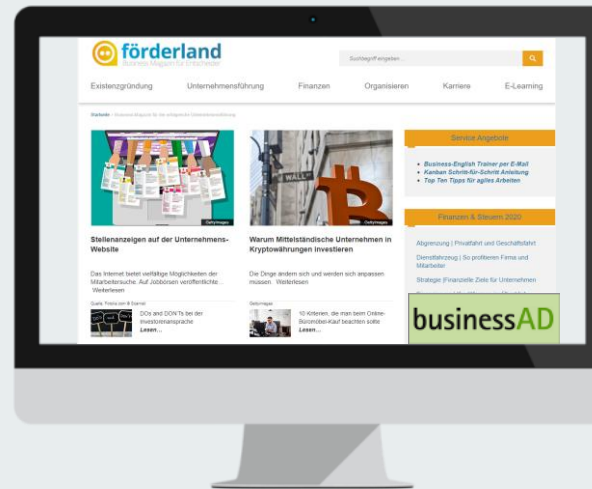 förderland
Business Magazin für Entscheider
Suchbegriff eingeben...
Existenzgründung Unternehmensführung Finanzen Organisieren Karriere E-Learning
Startseite
Service Angebote
• Business-English Trainer per E-Mail
• Kanban Schritt-für-Schritt Anleitung
• Top Ten Tipps für agiles Arbeiten
WALL
GettyImages
GettyImages
Stellenanzeigen auf der Unternehmens-
Website
Das Internet bietet vielfältige Möglichkeiten der
Mitarbeitersuche. Auf Jobbörsen veröffentlichte...
Weiterlesen
Warum Mittelständische Unternehmen in
Kryptowährungen investieren
Die Dinge ändern sich und werden sich anpassen
müssen. Weiterlesen
Finanzen & Steuern 2020
Abgrenzung | Privatfahrt und Geschäftsfahrt
Dienstfahrzeug | So profitieren Firma und
Mitarbeiter
Strategie |Finanzielle Ziele für Unternehmen
DOs and DON'Ts bei der
Investorenansprache
Lesen...
GettyImages
10 Kriterien, die man beim Online-
Büromöbel-Kauf beachten sollte
Lesen...
businessAD